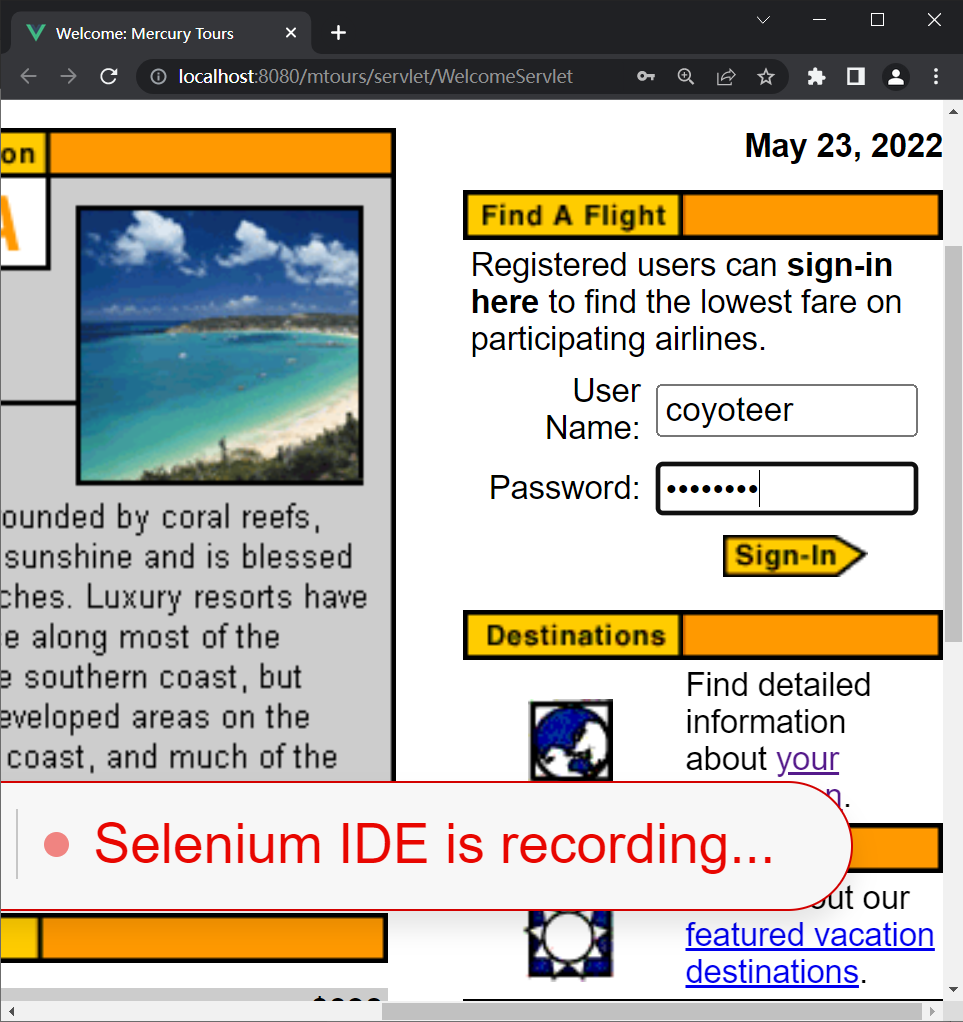 Welcome: Mercury Tours
localhost:8080/mtours/servlet/WelcomeServlet
on
A
ounded by coral reefs,
sunshine and is blessed
ches. Luxury resorts have
e along most of the
e southern coast, but
eveloped areas on the
coast, and much of the
May 23, 2022
Find A Flight
Registered users can sign-in
here to find the lowest fare on
participating airlines.
User
Name:
coyoteer
Password:
Sign-In
Destinations
Find detailed
information
about your
n.
Selenium IDE is recording...
out our
featured vacation
destinations.